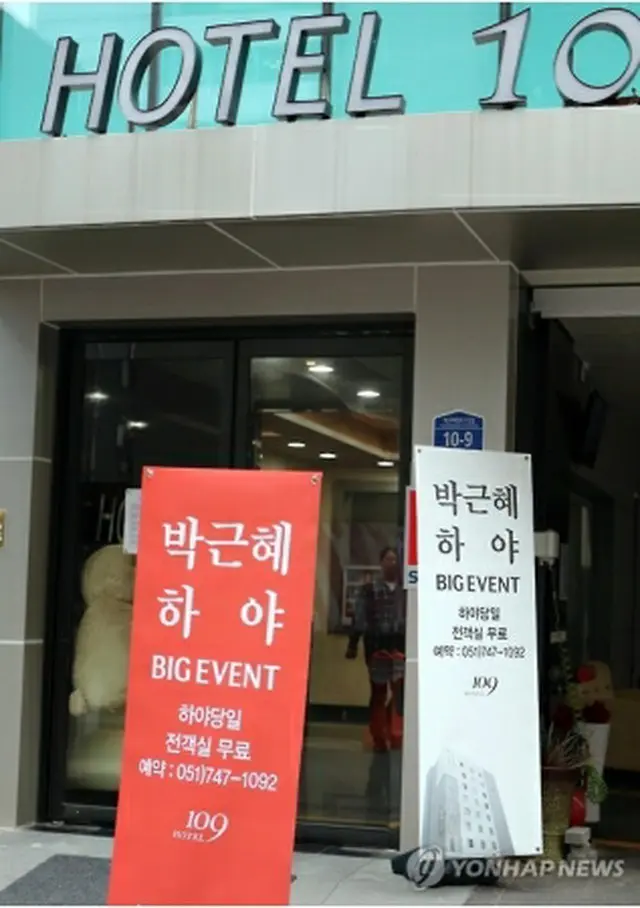 HOTEL 10
10-9
박근혜
하 야
BIG EVENT
하야당일
전객실 무료
예약 : 051)747-1092
109
HOTEL
박근혜
하 야
BIG EVENT
하야당일
전객실 무료
예약 : 051)747-1092
109
YONHAP NEWS